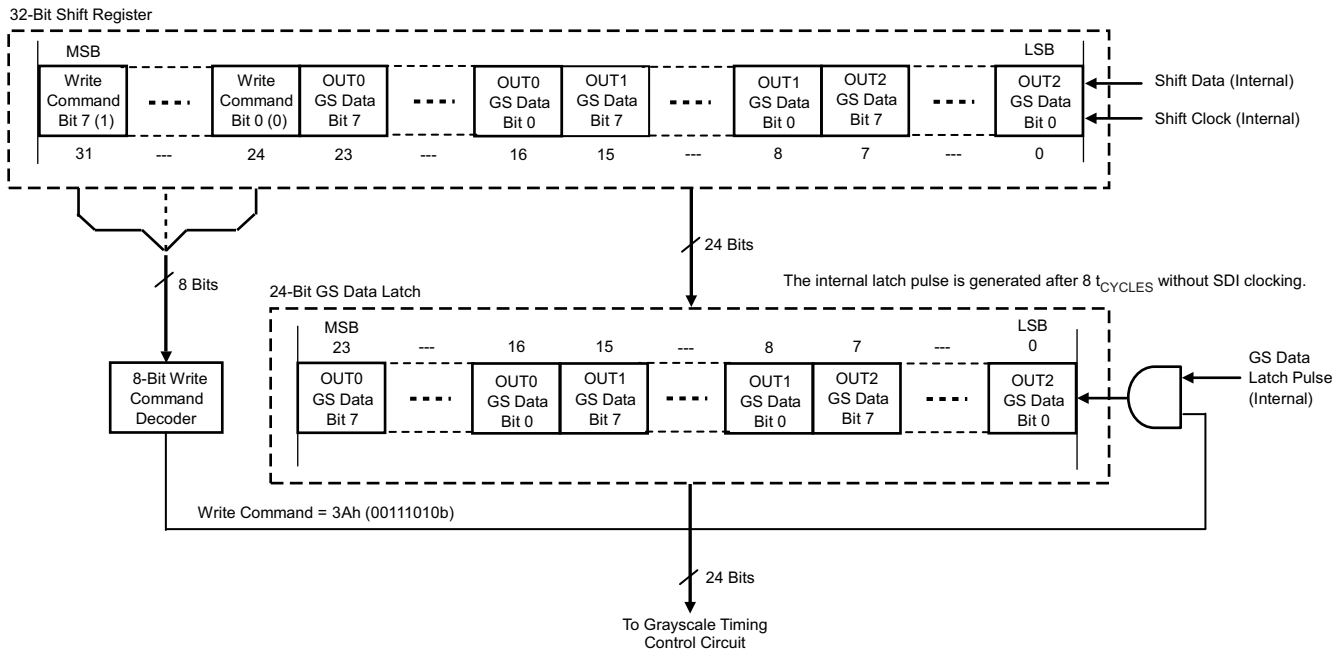 32-Bit Shift Register
MSB
LSB
Write Command Bit 7 (1)
Write Command Bit 0 (0)
OUT0 GS Data Bit 7
OUT0 GS Data Bit 0
OUT1 GS Data Bit 7
OUT1 GS Data Bit 0
OUT2 GS Data Bit 7
OUT2 GS Data Bit 0
Shift Data (Internal)
Shift Clock (Internal)
31 --- 24 23 --- 16 15 --- 8 7 --- 0
24 Bits
8 Bits
The internal latch pulse is generated after 8 tCYCLES without SDI clocking.
24-Bit GS Data Latch
MSB
LSB
23 --- 16 15 --- 8 7 --- 0
8-Bit Write Command Decoder
OUT0 GS Data Bit 7
OUT0 GS Data Bit 0
OUT1 GS Data Bit 7
OUT1 GS Data Bit 0
OUT2 GS Data Bit 7
OUT2 GS Data Bit 0
GS Data Latch Pulse (Internal)
Write Command = 3Ah (00111010b)
24 Bits
To Grayscale Timing
Control Circuit